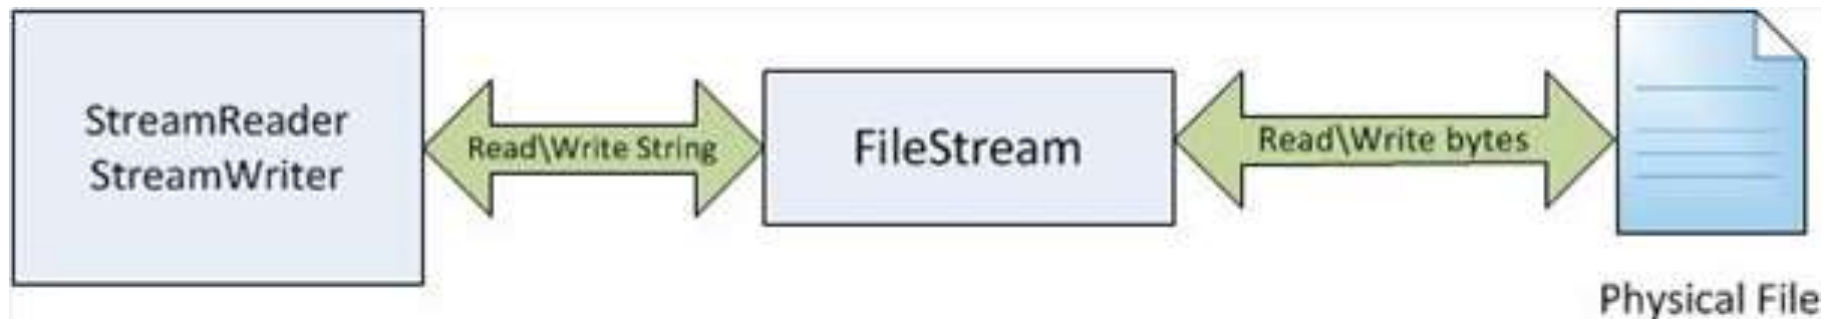 StreamReader
StreamWriter
Read\Write String
FileStream
Read\Write bytes
Physical File